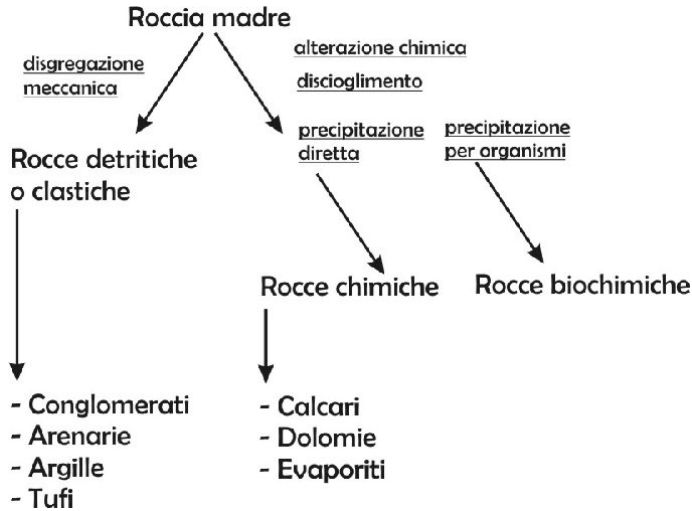 Roccia madre
disgregazione
meccanica
alterazione chimica
discioglimento
precipitazione
diretta
precipitazione
per organismi
Rocce detritiche
o clastiche
Rocce chimiche
Rocce biochimiche
- Conglomerati
- Arenarie
- Argille
- Tufi
- Calcari
- Dolomie
- Evaporiti